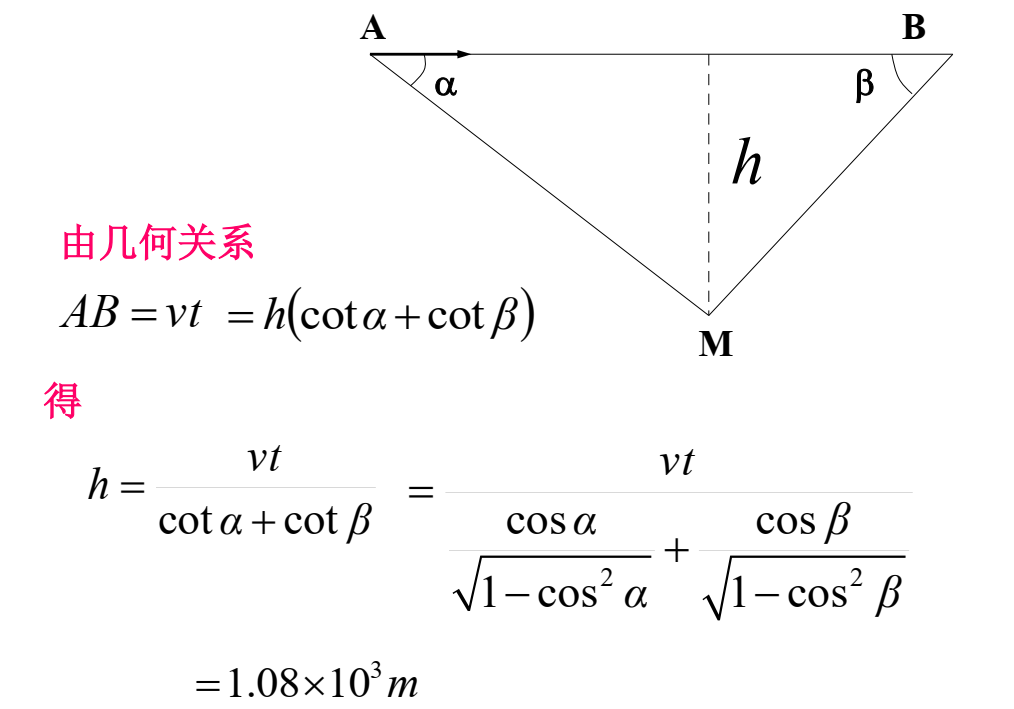 A B
α β
h
M
由几何关系
AB = vt = h(cot α + cot β)
得
h = vt / (cot α + cot β) = vt / (cos α / √(1 − cos² α) + cos β / √(1 − cos² β))
= 1.08×10³ m